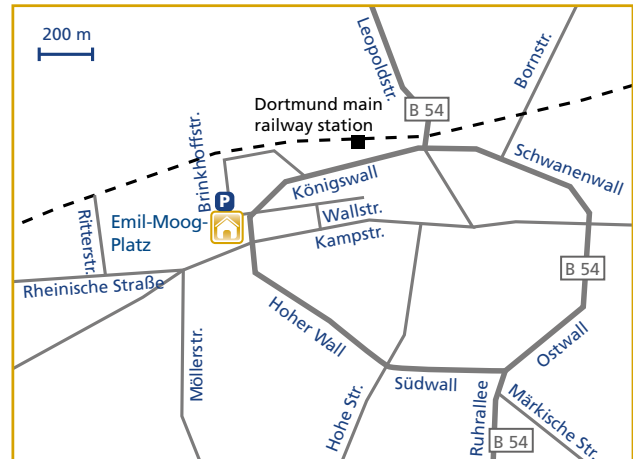 200 m
Leopoldstr.
Bornstr.
B 54
Dortmund main
railway station
Brinkhoffstr.
Königswall
Schwanenwall
P
Wallstr.
Emil-Moog-
Platz
Kampstr.
Ritterstr.
B 54
Rheinische Straße
Hoher Wall
Ostwall
Möllerstr.
Südwall
Hohe Str.
Ruhrallee
Märkische Str.
B 54